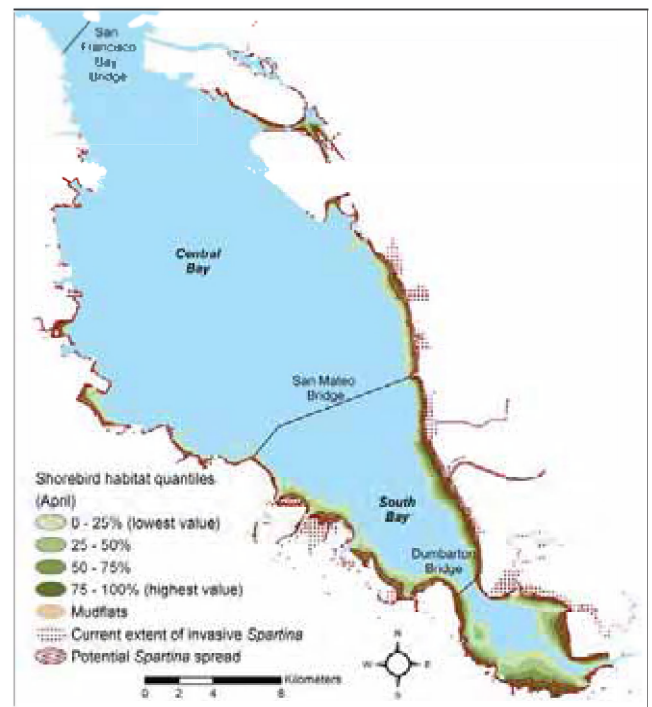 San
Francisco
Bay
Bridge
Central
Bay
San Mateo
Bridge
Shorebird habitat quantiles
(April)
0 - 25% (lowest value)
25 - 50%
50 - 75%
75 - 100% (highest value)
Mudflats
Current extent of invasive Spartina
Potential Spartina spread
South
Bay
Dumbarton
Bridge
N
W
E
S
Kilometers
0 2 4 8